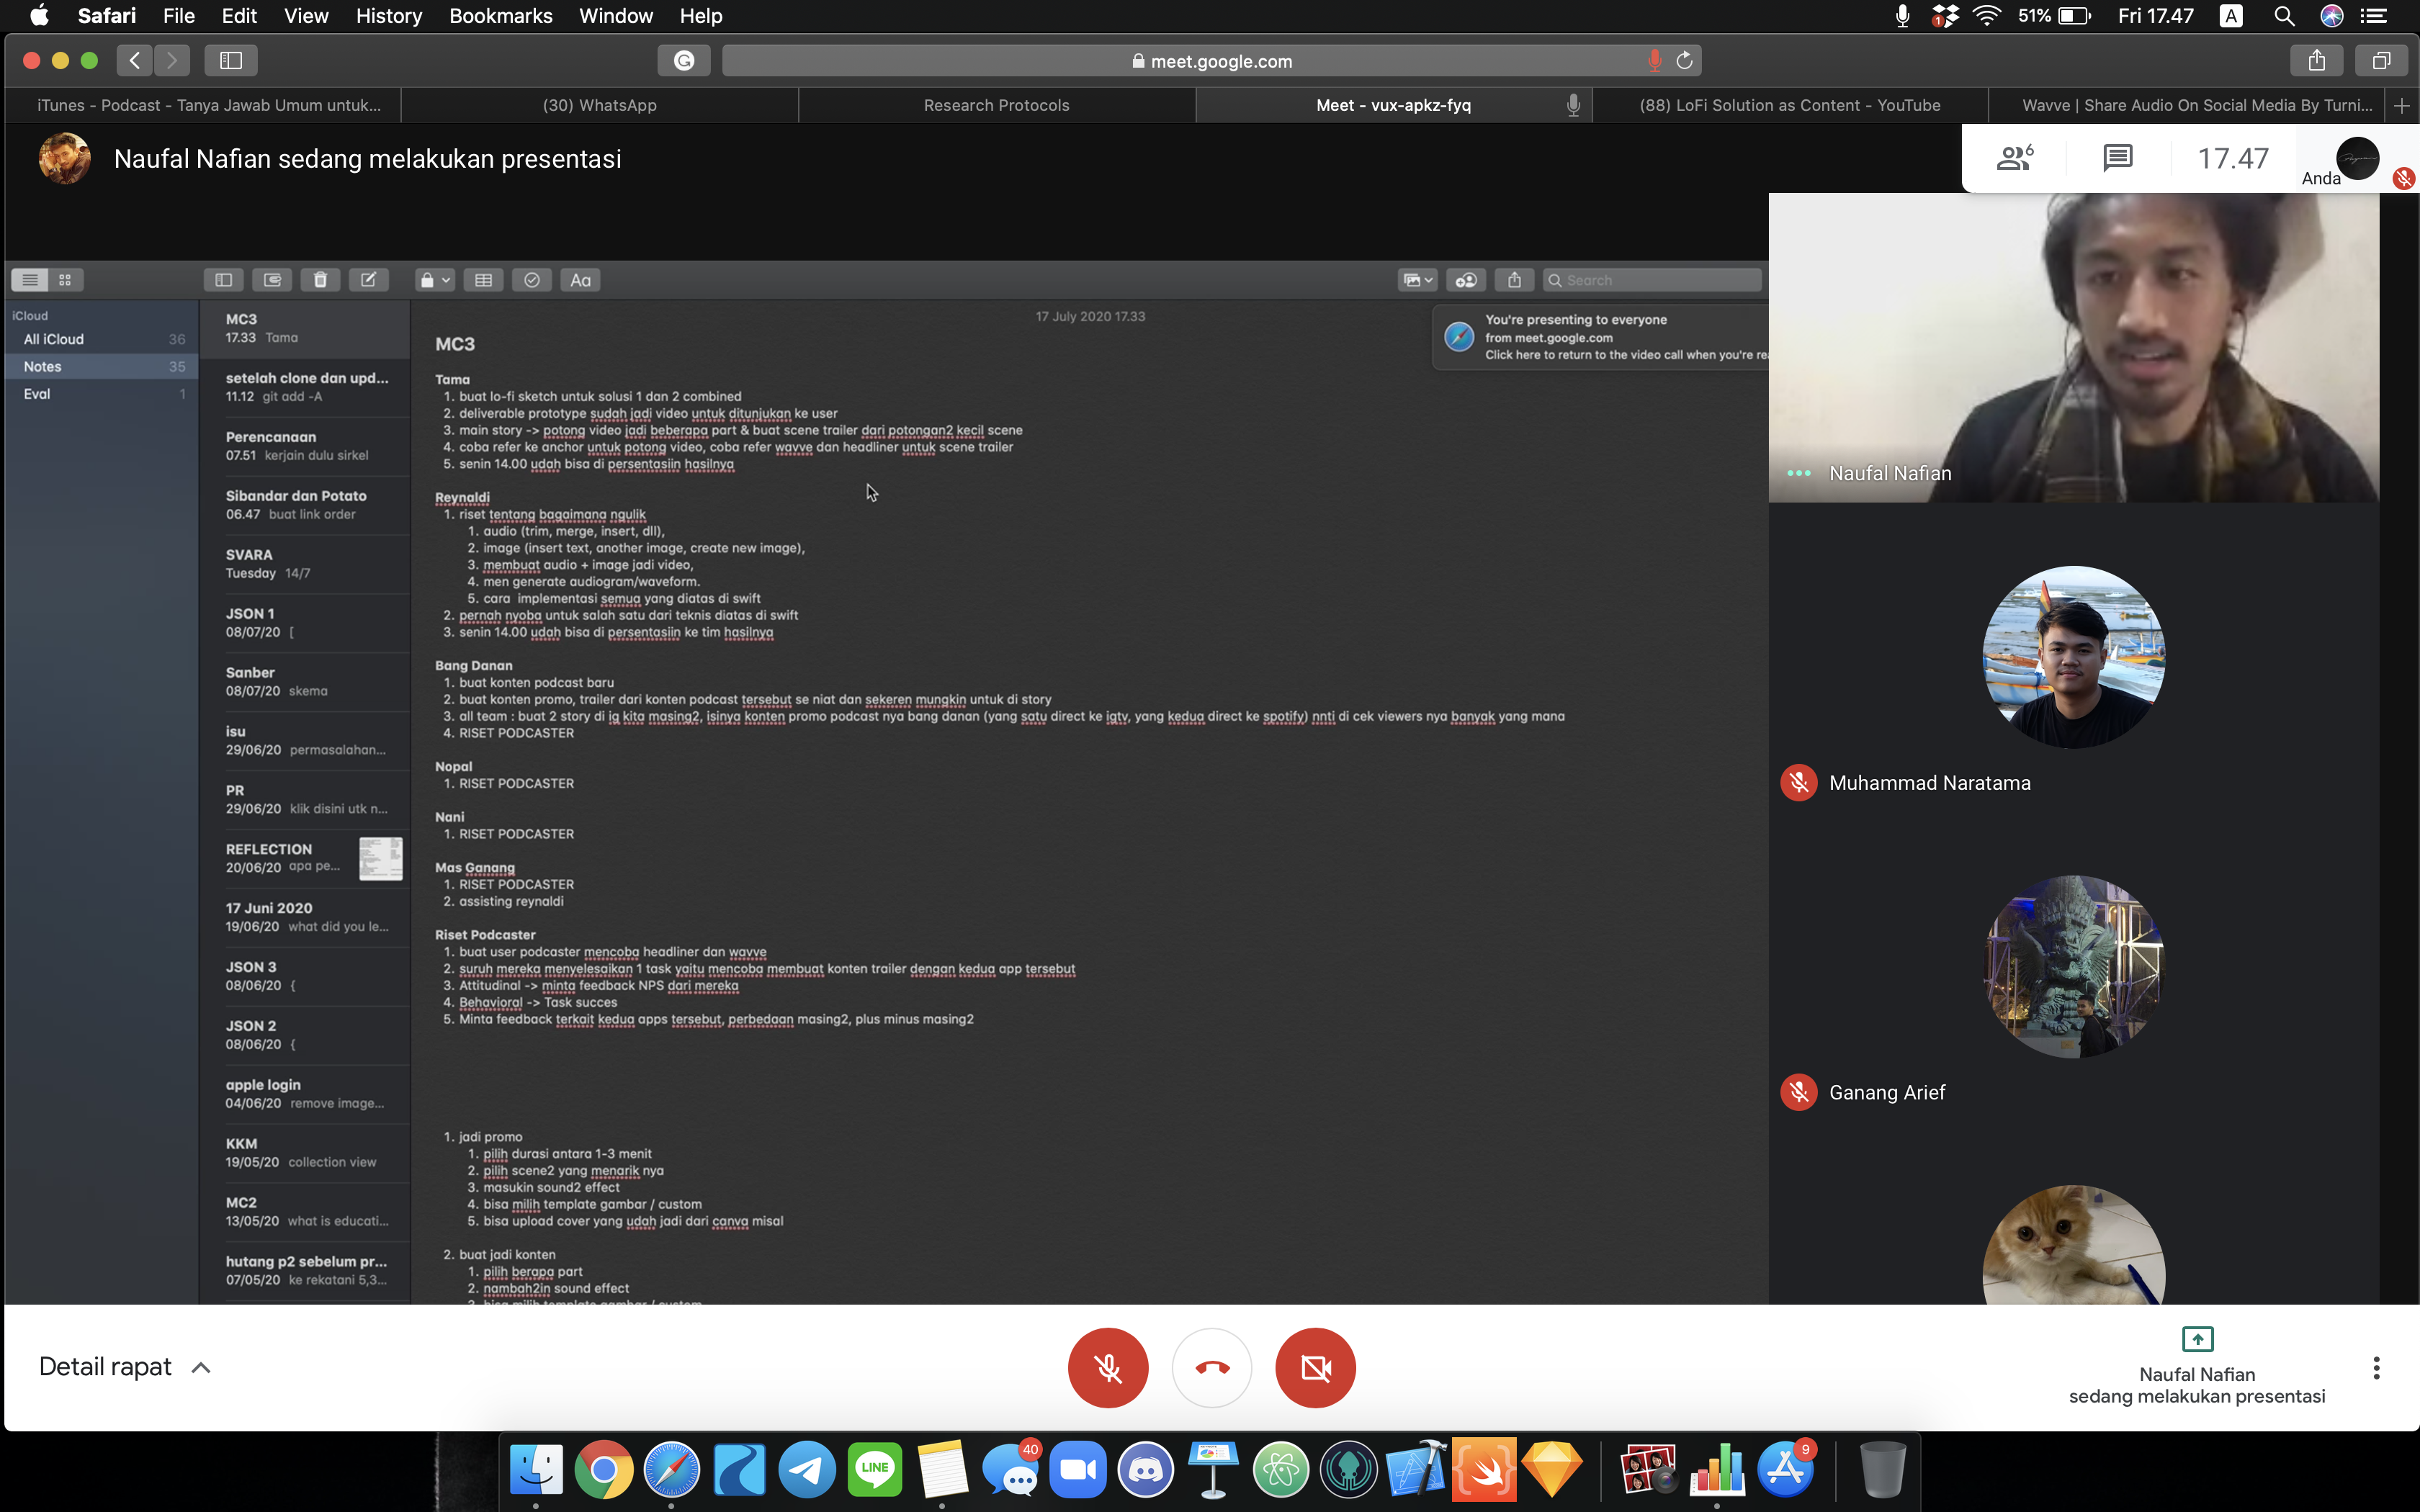 Safari File Edit View History Bookmarks Window Help
1 51% Fri 17.47 A
meet.google.com
iTunes - Podcast - Tanya Jawab Umum untuk...
(30) WhatsApp
Research Protocols
Meet - vux-apkz-fyq
(88) LoFi Solution as Content - YouTube
Wavve | Share Audio On Social Media By Turni...
Naufal Nafian sedang melakukan presentasi
6
17.47
Anda
Aa
Search
iCloud
All iCloud 36
Notes 35
Eval 1
MC3
17.33 Tama
setelah clone dan upd...
11.12 git add -A
Perencanaan
07.51 kerjain dulu sirkel
Sibandar dan Potato
06.47 buat link order
SVARA
Tuesday 14/7
JSON 1
08/07/20 [
Sanber
08/07/20 skema
isu
29/06/20 permasalahan...
PR
29/06/20 klik disini utk n...
REFLECTION
20/06/20 apa pe...
17 Juni 2020
19/06/20 what did you le...
JSON 3
08/06/20 {
JSON 2
08/06/20 {
apple login
04/06/20 remove image...
KKM
19/05/20 collection view
MC2
13/05/20 what is educati...
hutang p2 sebelum pr...
07/05/20 ke rekatani 5,3...
17 July 2020 17.33
You're presenting to everyone
from meet.google.com
Click here to return to the video call when you're re
MC3
Tama
1. buat lo-fi sketch untuk solusi 1 dan 2 combined
2. deliverable prototype sudah jadi video untuk ditunjukan ke user
3. main story -> potong video jadi beberapa part & buat scene trailer dari potongan2 kecil scene
4. coba refer ke anchor untuk potong video, coba refer wavve dan headliner untuk scene trailer
5. senin 14.00 udah bisa di persentasiin hasilnya
Reynaldi
1. riset tentang bagaimana ngulik
1. audio (trim, merge, insert, dll),
2. image (insert text, another image, create new image),
3. membuat audio + image jadi video,
4. men generate audiogram/waveform.
5. cara implementasi semua yang diatas di swift
2. pernah nyoba untuk salah satu dari teknis diatas di swift
3. senin 14.00 udah bisa di persentasiin ke tim hasilnya
Bang Danan
1. buat konten podcast baru
2. buat konten promo, trailer dari konten podcast tersebut se niat dan sekeren mungkin untuk di story
3. all team : buat 2 story di ig kita masing2, isinya konten promo podcast nya bang danan (yang satu direct ke igtv, yang kedua direct ke spotify) nnti di cek viewers nya banyak yang mana
4. RISET PODCASTER
Nopal
1. RISET PODCASTER
Nani
1. RISET PODCASTER
Mas Ganang
1. RISET PODCASTER
2. assisting reynaldi
Riset Podcaster
1. buat user podcaster mencoba headliner dan wavve
2. suruh mereka menyelesaikan 1 task yaitu mencoba membuat konten trailer dengan kedua app tersebut
3. Attitudinal -> minta feedback NPS dari mereka
4. Behavioral -> Task succes
5. Minta feedback terkait kedua apps tersebut, perbedaan masing2, plus minus masing2
1. jadi promo
1. pilih durasi antara 1-3 menit
2. pilih scene2 yang menarik nya
3. masukin sound2 effect
4. bisa milih template gambar / custom
5. bisa upload cover yang udah jadi dari canva misal
2. buat jadi konten
1. pilih berapa part
2. nambah2in sound effect
3. bisa milih template gambar / custom
Naufal Nafian
Muhammad Naratama
Ganang Arief
Detail rapat
Naufal Nafian
sedang melakukan presentasi
LINE
40
9